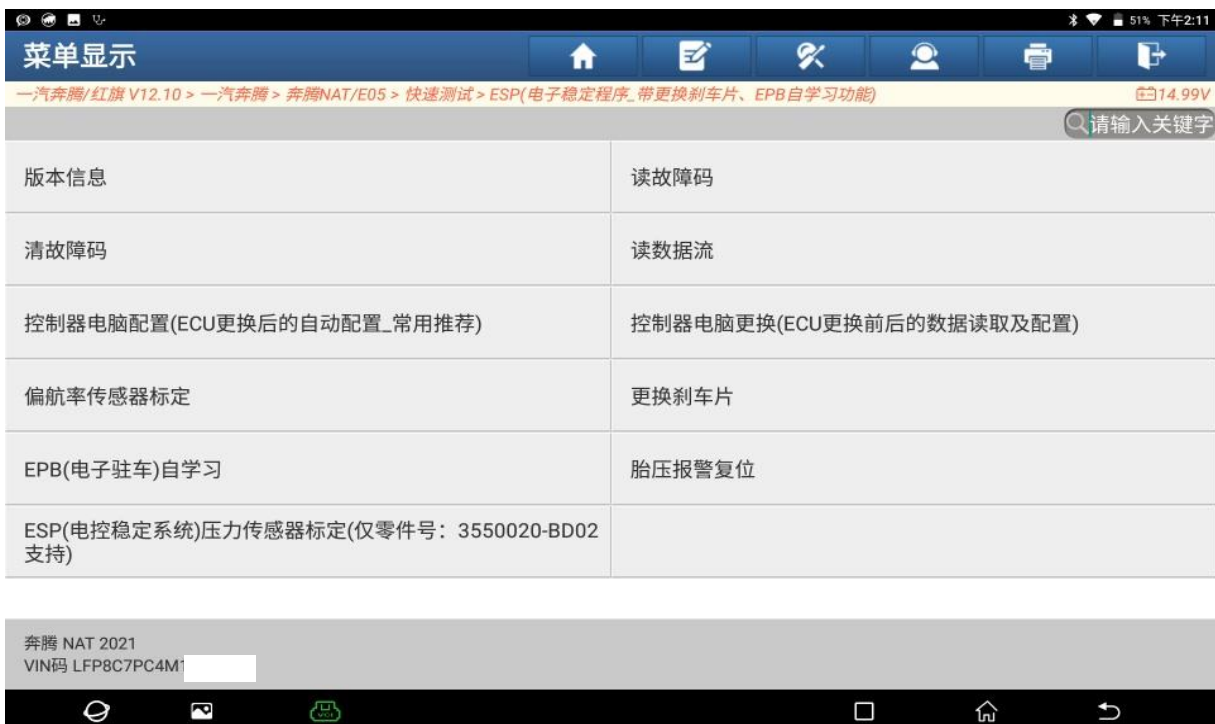 51% 下午2:11
菜单显示
一汽奔腾/红旗 V12.10 > 一汽奔腾 > 奔腾NAT/E05 > 快速测试 > ESP(电子稳定程序_带更换刹车片、EPB自学习功能) 14.99V
请输入关键字
版本信息 读故障码
清故障码 读数据流
控制器电脑配置(ECU更换后的自动配置_常用推荐) 控制器电脑更换(ECU更换前后的数据读取及配置)
偏航率传感器标定 更换刹车片
EPB(电子驻车)自学习 胎压报警复位
ESP(电控稳定系统)压力传感器标定(仅零件号：3550020-BD02
支持)
奔腾 NAT 2021
VIN码 LFP8C7PC4M1
VCI